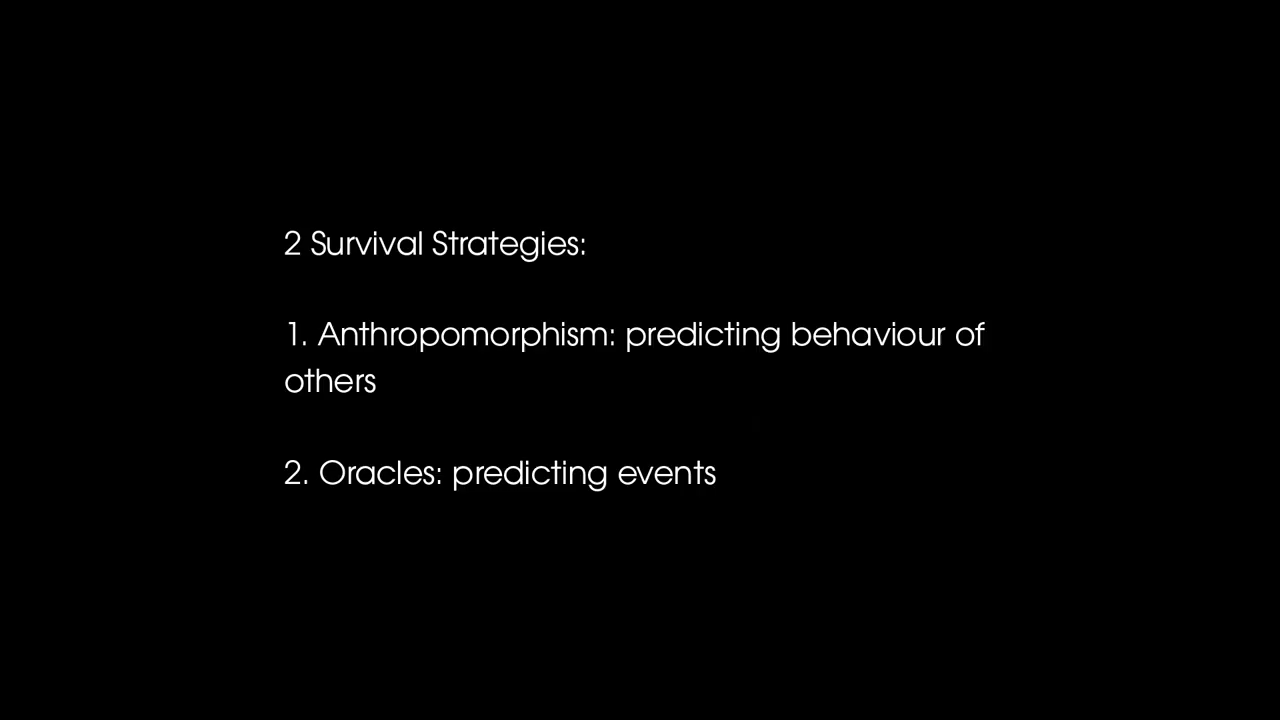 2 Survival Strategies:
1. Anthropomorphism: predicting behaviour of
others
2. Oracles: predicting events